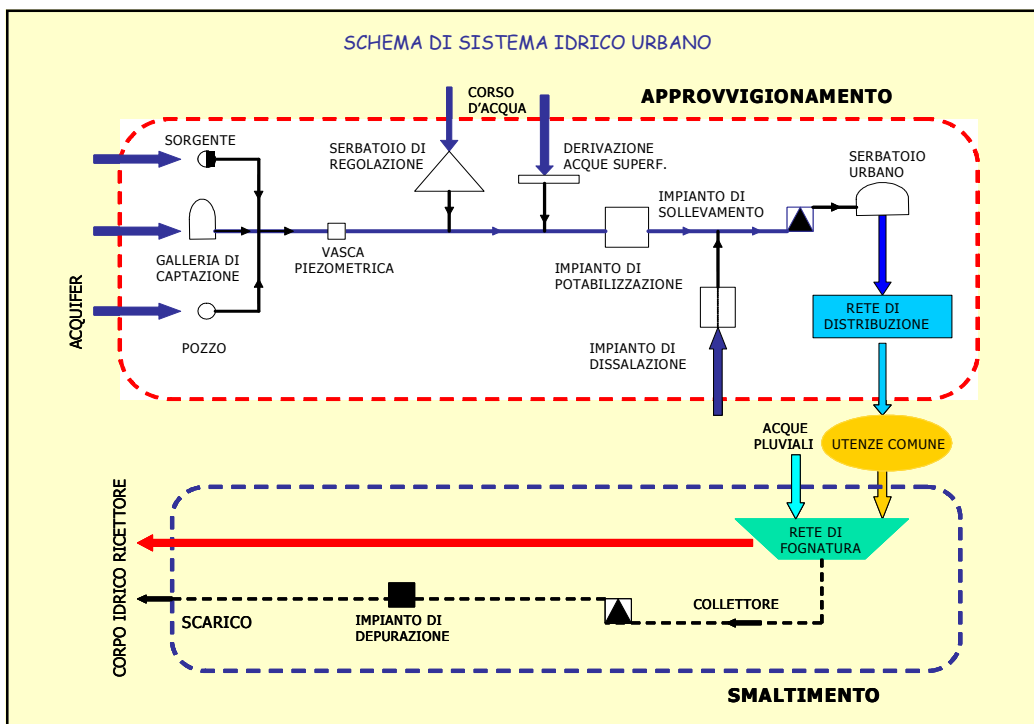 SCHEMA DI SISTEMA IDRICO URBANO
CORSO
D'ACQUA
APPROVVIGIONAMENTO
SORGENTE
SERBATOIO DI
REGOLAZIONE
DERIVAZIONE
ACQUE SUPERF.
SERBATOIO
URBANO
IMPIANTO DI
SOLLEVAMENTO
GALLERIA DI
CAPTAZIONE
VASCA
PIEZOMETRICA
IMPIANTO DI
POTABILIZZAZIONE
ACQUIFER
POZZO
IMPIANTO DI
DISSALAZIONE
RETE DI
DISTRIBUZIONE
ACQUE
PLUVIALI
UTENZE COMUNE
RETE DI
FOGNATURA
CORPO IDRICO RICETTORE
SCARICO
IMPIANTO DI
DEPURAZIONE
COLLETTORE
SMALTIMENTO